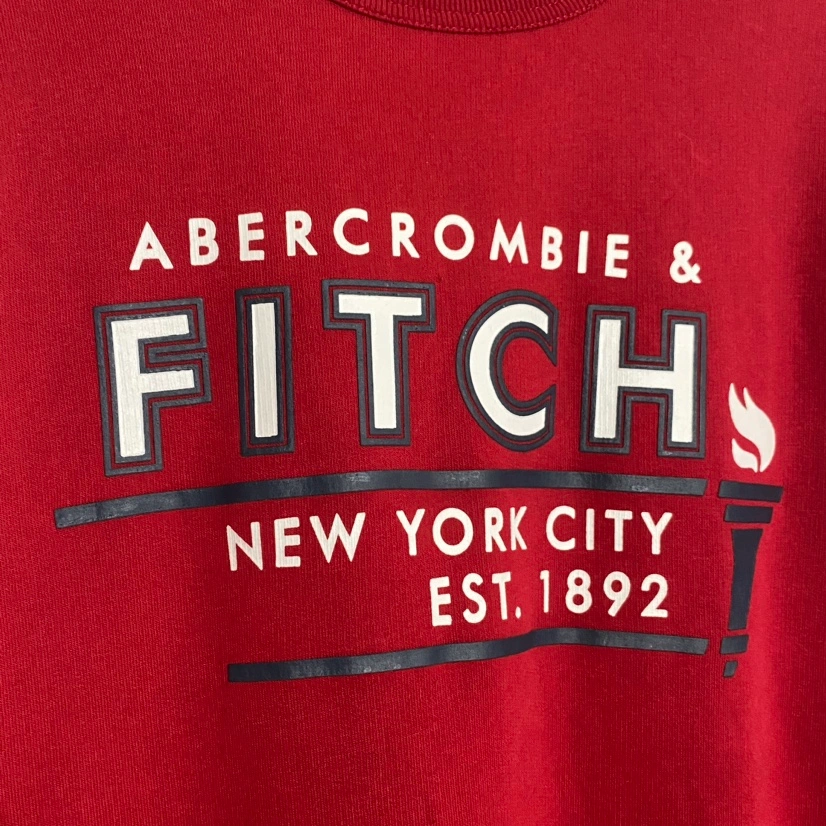 ABERCROMBIE &
FITCH
NEW YORK CITY
EST. 1892